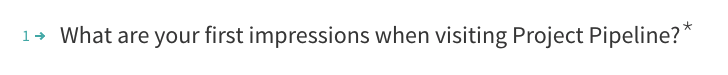 1→ What are your first impressions when visiting Project Pipeline?*